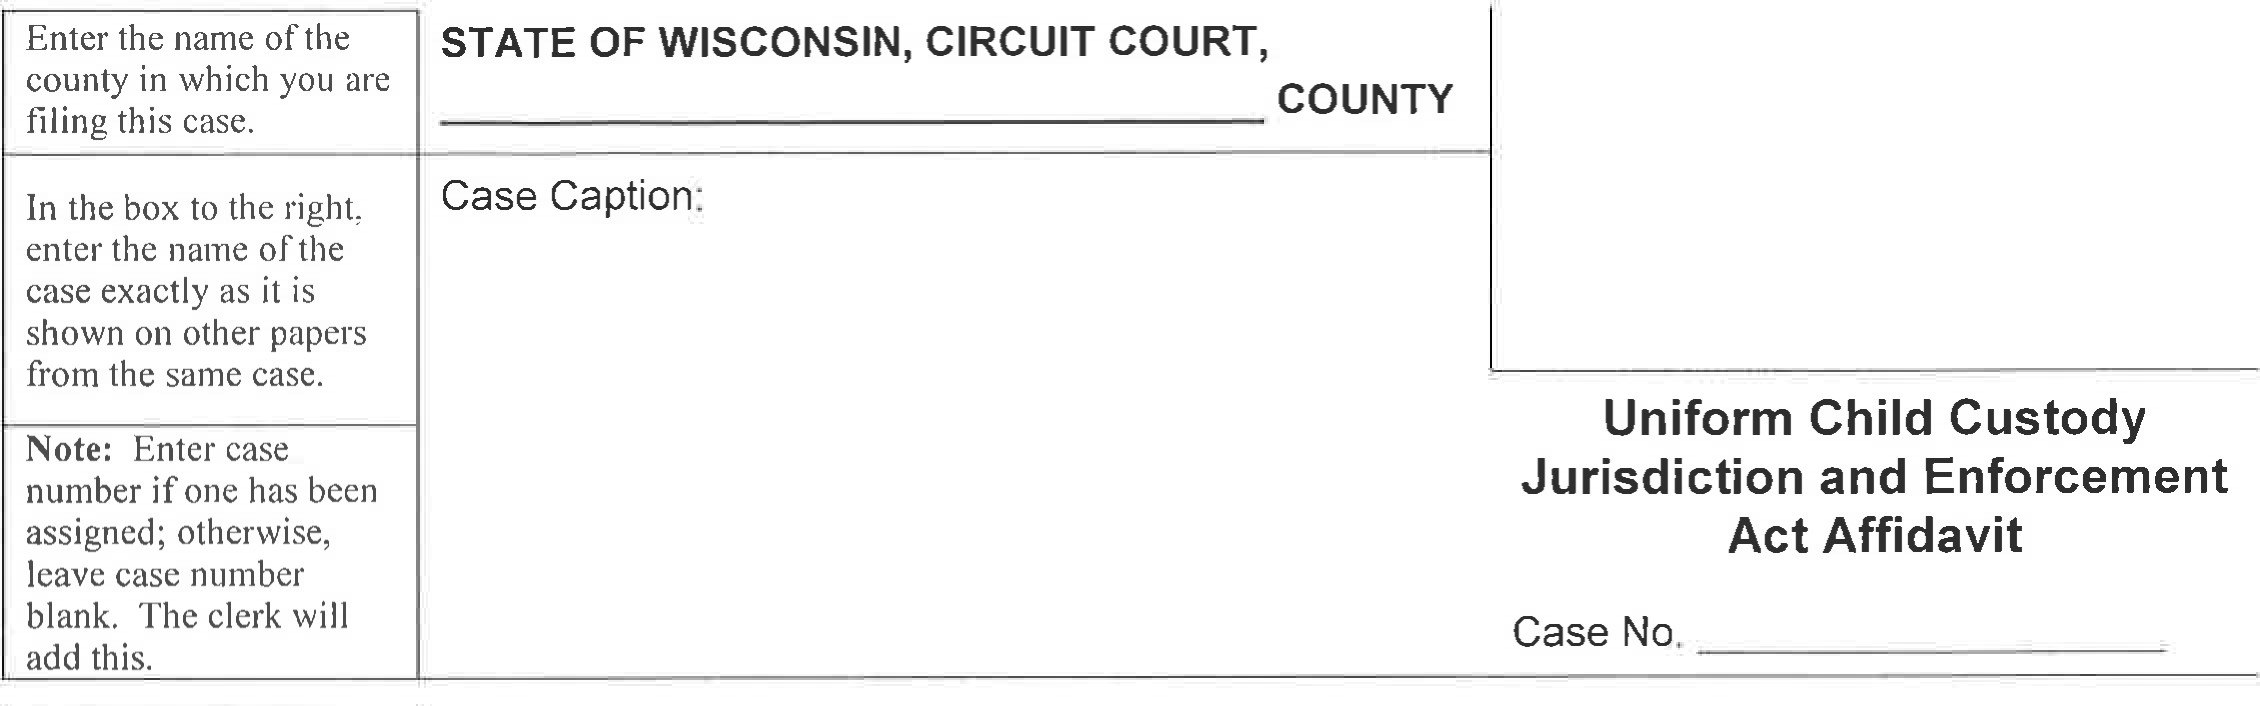 Enter the name of the
county in which you are
filing this case.
STATE OF WISCONSIN, CIRCUIT COURT,
COUNTY
In the box to the right,
enter the name of the
case exactly as it is
shown on other papers
from the same case.
Case Caption:
Note: Enter case
number if one has been
assigned; otherwise,
leave case number
blank. The clerk will
add this.
Uniform Child Custody
Jurisdiction and Enforcement
Act Affidavit
Case No.